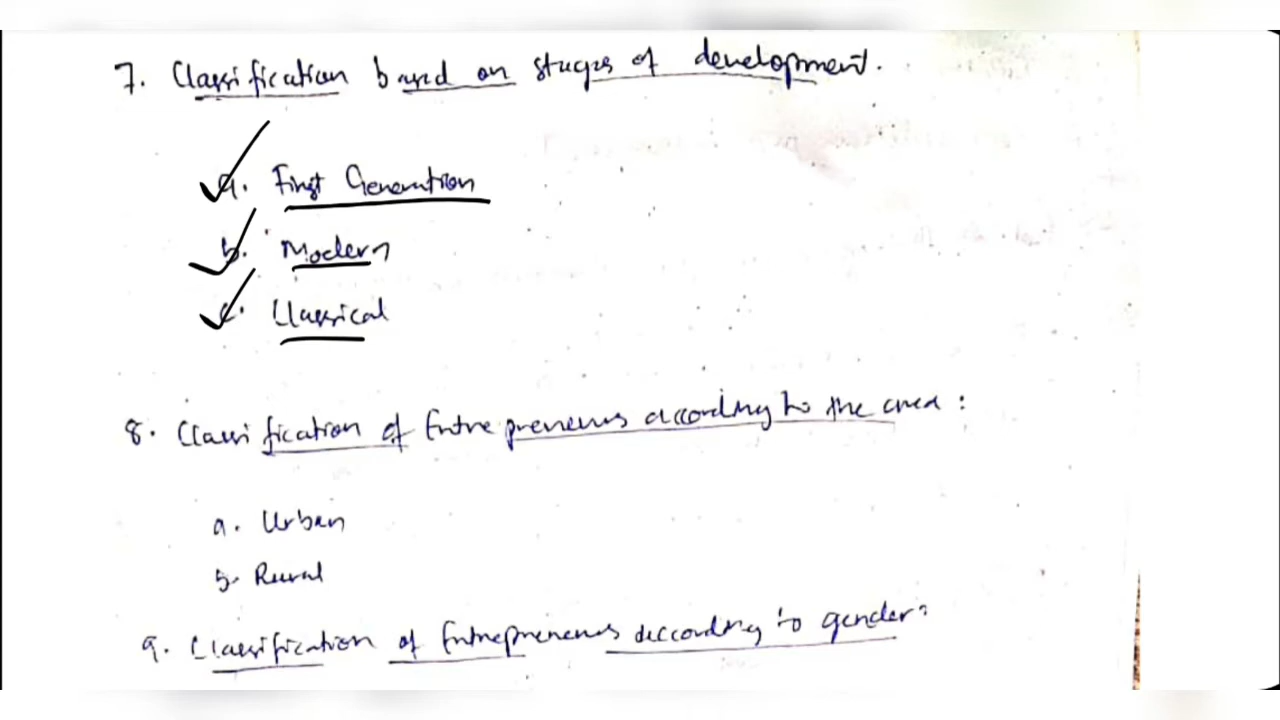 7. Classification based on stages of development.
a. First Generation
b. Modern
c. Classical
8. Classification of Entrepreneurs according to the area :
a. Urban
b. Rural
9. Classification of Entrepreneurs according to gender: